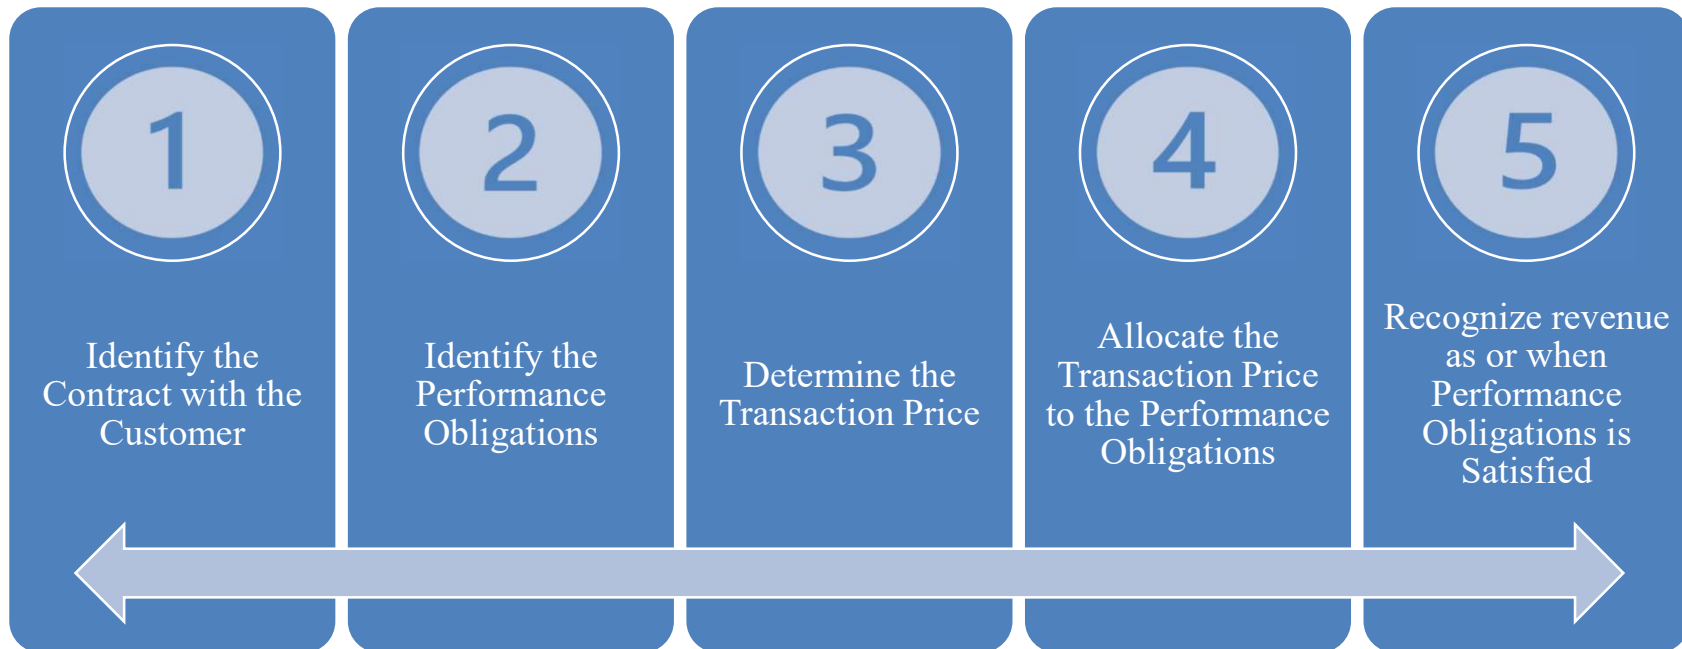 1
Identify the
Contract with the
Customer
2
Identify the
Performance
Obligations
3
Determine the
Transaction Price
4
Allocate the
Transaction Price
to the Performance
Obligations
5
Recognize revenue
as or when
Performance
Obligations is
Satisfied